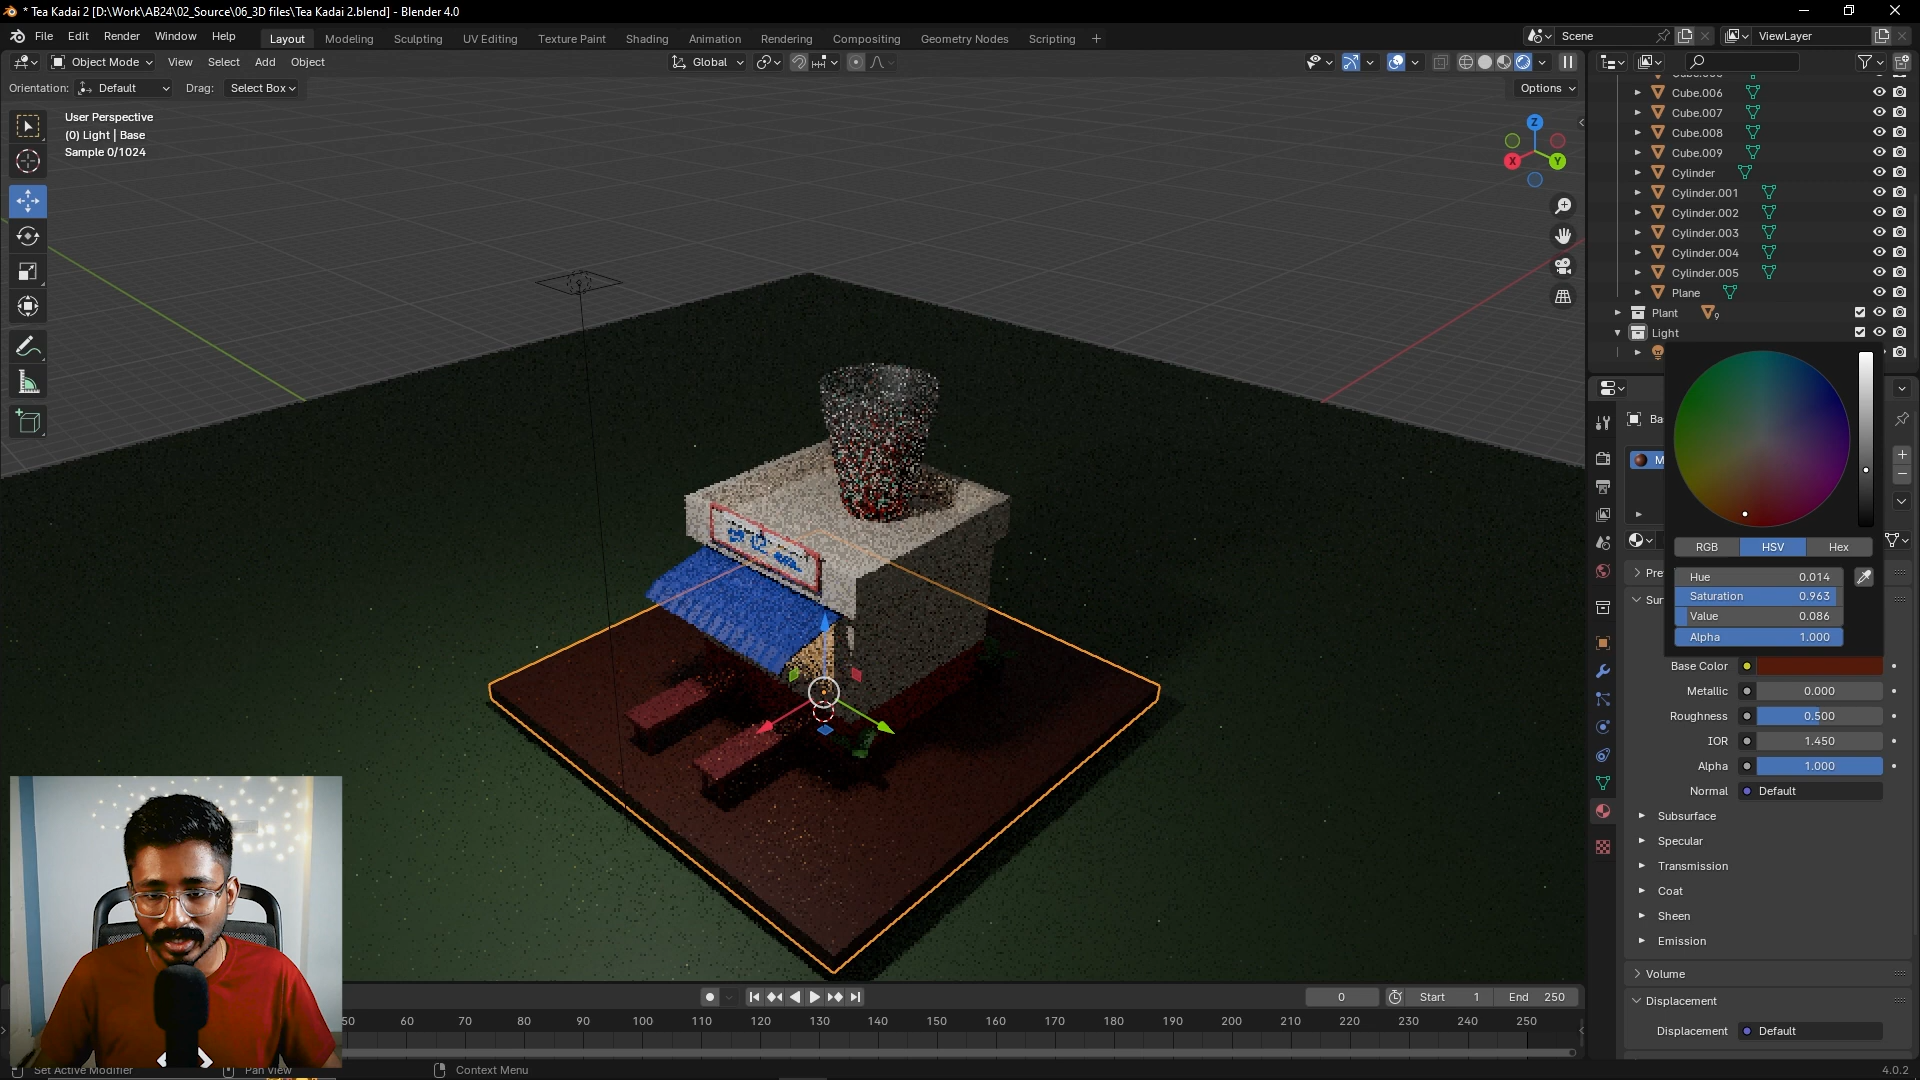 * Tea Kadai 2 [D:\Work\AB24\02_Source\06_3D files\Tea Kadai 2.blend] - Blender 4.0
File Edit Render Window Help
Layout Modeling Sculpting UV Editing Texture Paint Shading Animation Rendering Compositing Geometry Nodes Scripting +
Scene
ViewLayer
Object Mode View Select Add Object
Global
Orientation: Default Drag: Select Box
Options
User Perspective
(0) Light | Base
Sample 0/1024
Z
X
Y
Cube.006
Cube.007
Cube.008
Cube.009
Cylinder
Cylinder.001
Cylinder.002
Cylinder.003
Cylinder.004
Cylinder.005
Plane
Plant 9
Light
Ba
M
RGB HSV Hex
Pre
Hue 0.014
Sur
Saturation 0.963
Value 0.086
Alpha 1.000
Base Color
Metallic 0.000
Roughness 0.500
IOR 1.450
Alpha 1.000
Normal Default
Subsurface
Specular
Transmission
Coat
Sheen
Emission
Volume
Displacement
Displacement Default
0 Start 1 End 250
50 60 70 80 90 100 110 120 130 140 150 160 170 180 190 200 210 220 230 240 250
Set Active Modifier Pan View Context Menu
4.0.2